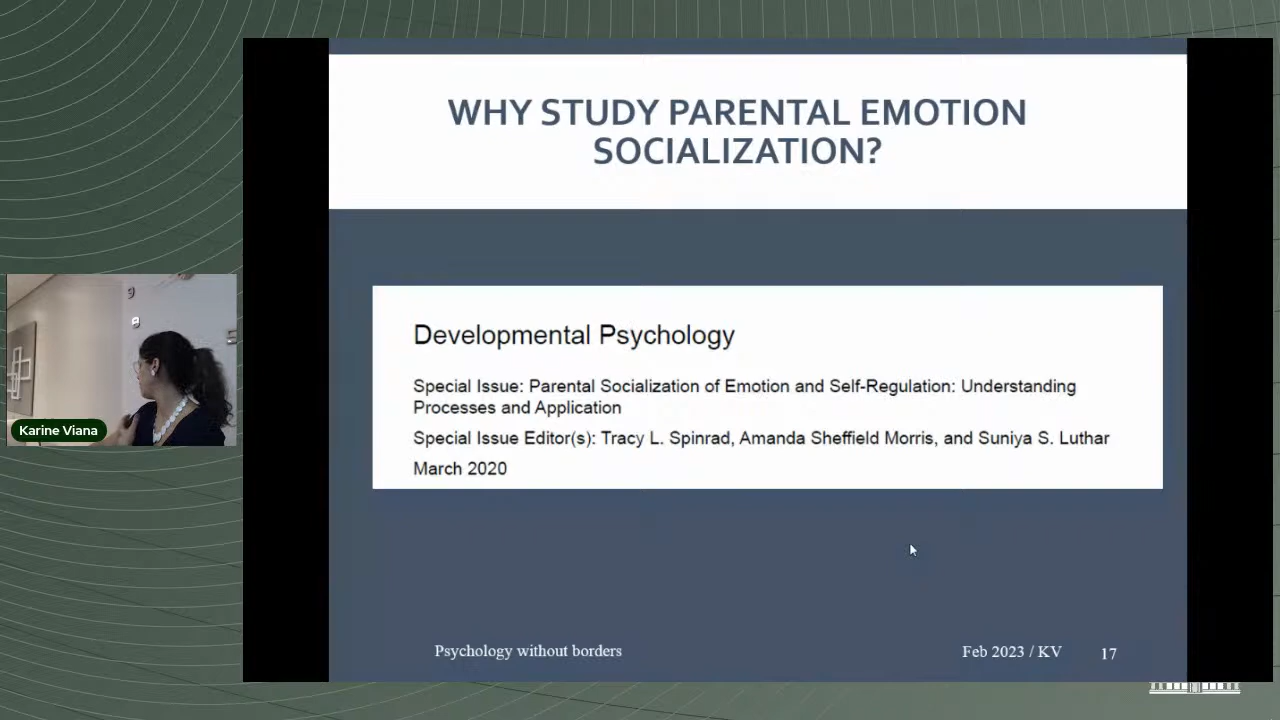 WHY STUDY PARENTAL EMOTION
SOCIALIZATION?
Developmental Psychology
Special Issue: Parental Socialization of Emotion and Self-Regulation: Understanding
Processes and Application
Special Issue Editor(s): Tracy L. Spinrad, Amanda Sheffield Morris, and Suniya S. Luthar
March 2020
Karine Viana
Psychology without borders
Feb 2023 / KV
17